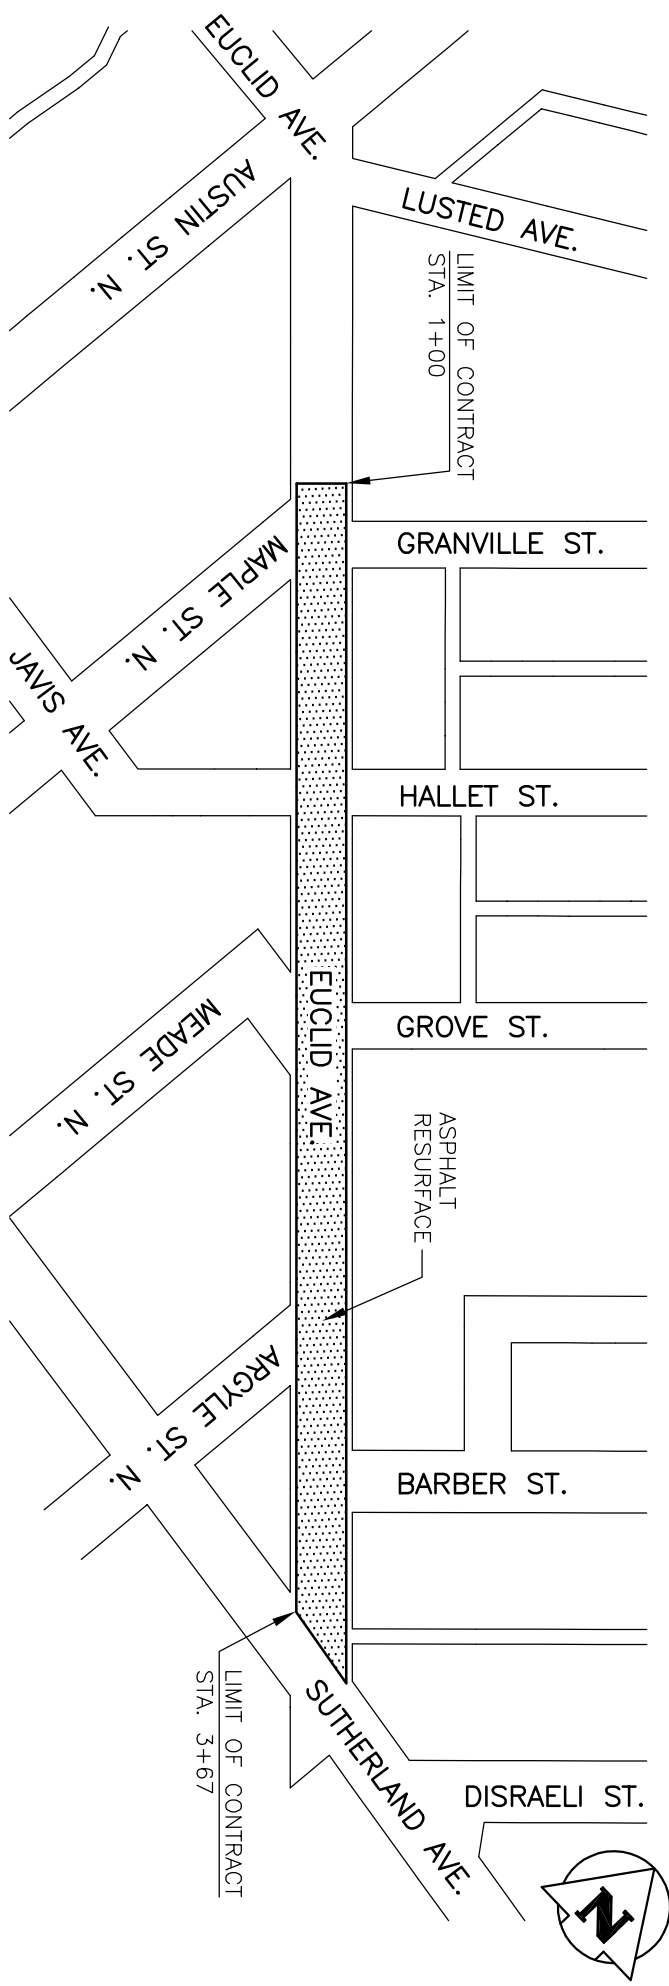 EUCLID AVE.
AUSTIN ST. N.
LUSTED AVE.
LIMIT OF CONTRACT
STA. 1+00
GRANVILLE ST.
MAPLE ST. N.
JAVIS AVE.
HALLET ST.
EUCLID AVE.
GROVE ST.
MEADE ST. N.
ASPHALT
RESURFACE
ARGYLE ST. N.
BARBER ST.
LIMIT OF CONTRACT
STA. 3+67
SUTHERLAND AVE.
DISRAELI ST.
N